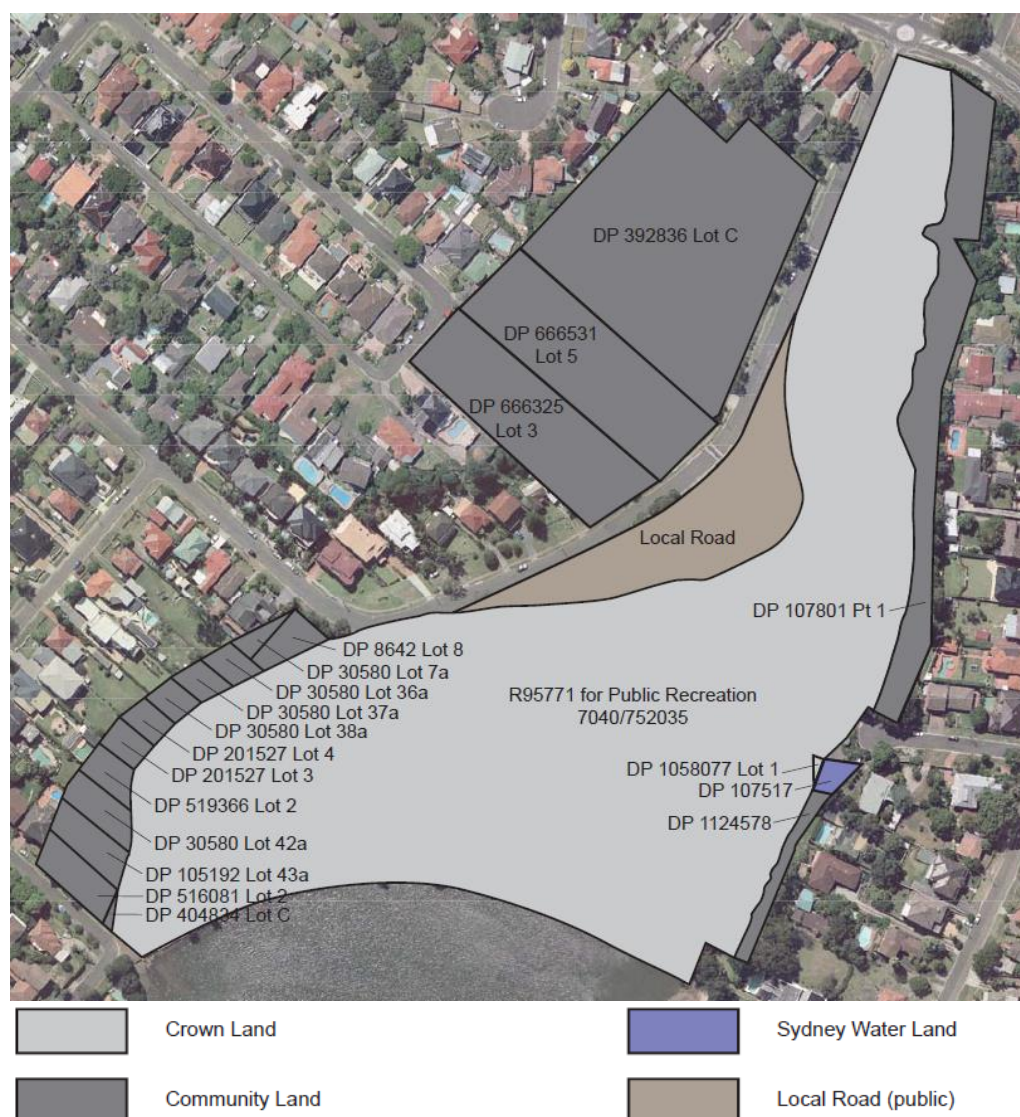 DP 392836 Lot C
DP 666531
Lot 5
DP 666325
Lot 3
Local Road
DP 107801 Pt 1
DP 8642 Lot 8
DP 30580 Lot 7a
DP 30580 Lot 36a
DP 30580 Lot 37a
DP 30580 Lot 38a
DP 201527 Lot 4
DP 201527 Lot 3
DP 519366 Lot 2
DP 30580 Lot 42a
DP 105192 Lot 43a
DP 516081 Lot 2
DP 404834 Lot C
R95771 for Public Recreation
7040/752035
DP 1058077 Lot 1
DP 107517
DP 1124578
Crown Land
Sydney Water Land
Community Land
Local Road (public)